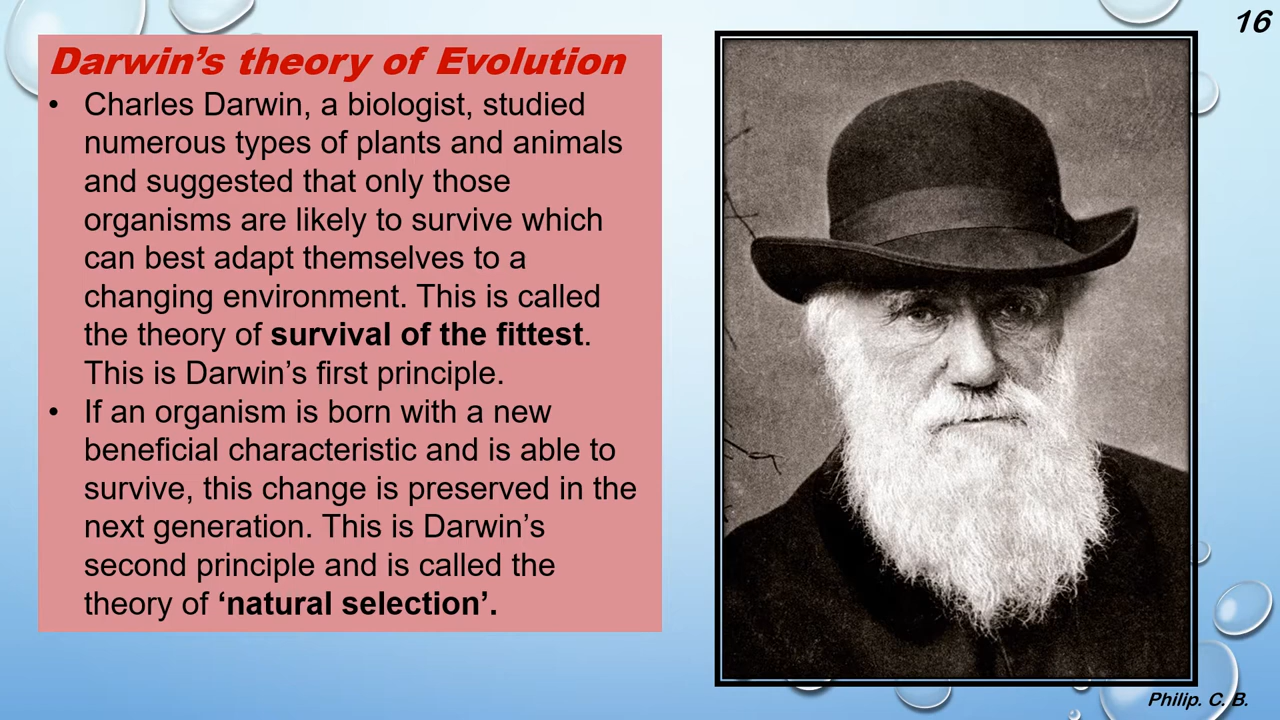 16
Darwin’s theory of Evolution
• Charles Darwin, a biologist, studied
numerous types of plants and animals
and suggested that only those
organisms are likely to survive which
can best adapt themselves to a
changing environment. This is called
the theory of survival of the fittest.
This is Darwin’s first principle.
• If an organism is born with a new
beneficial characteristic and is able to
survive, this change is preserved in the
next generation. This is Darwin’s
second principle and is called the
theory of ‘natural selection’.
Philip. C. B.